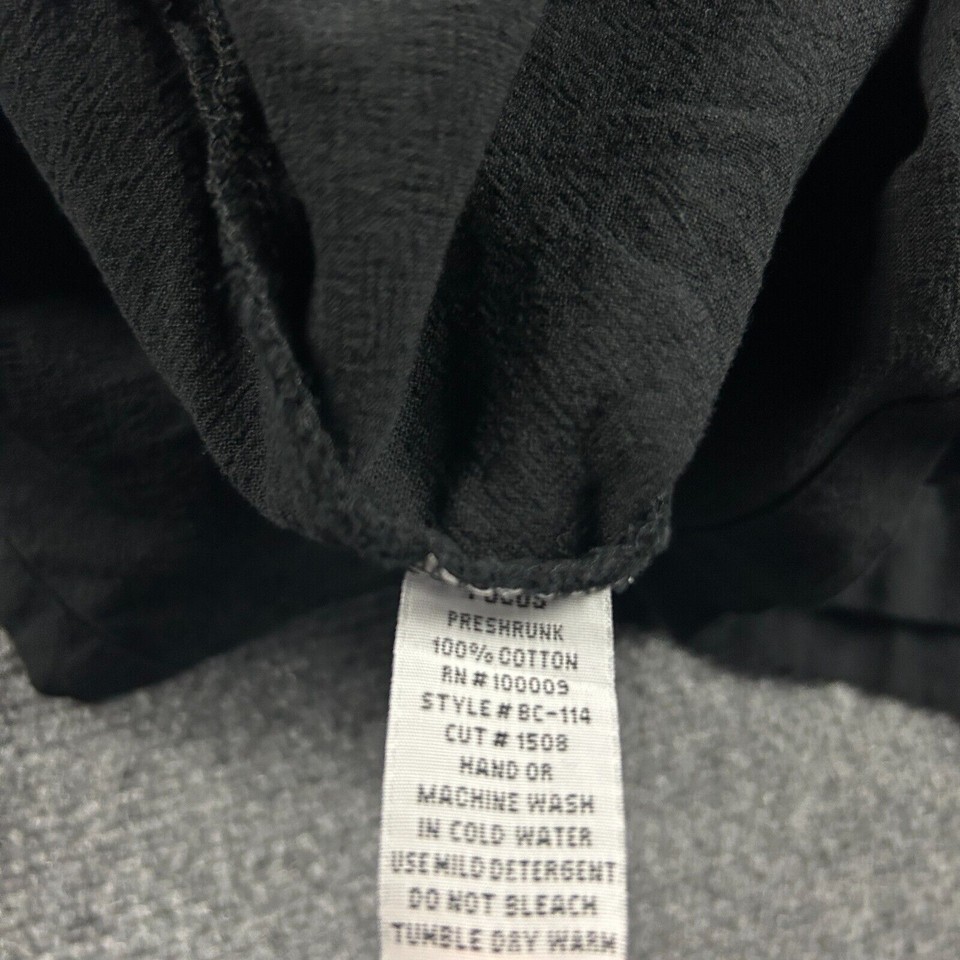 FOCUS
PRESHRUNK
100% COTTON
RN # 100009
STYLE # BC-114
CUT # 1508
HAND OR
MACHINE WASH
IN COLD WATER
USE MILD DETERGENT
DO NOT BLEACH
TUMBLE DRY WARM